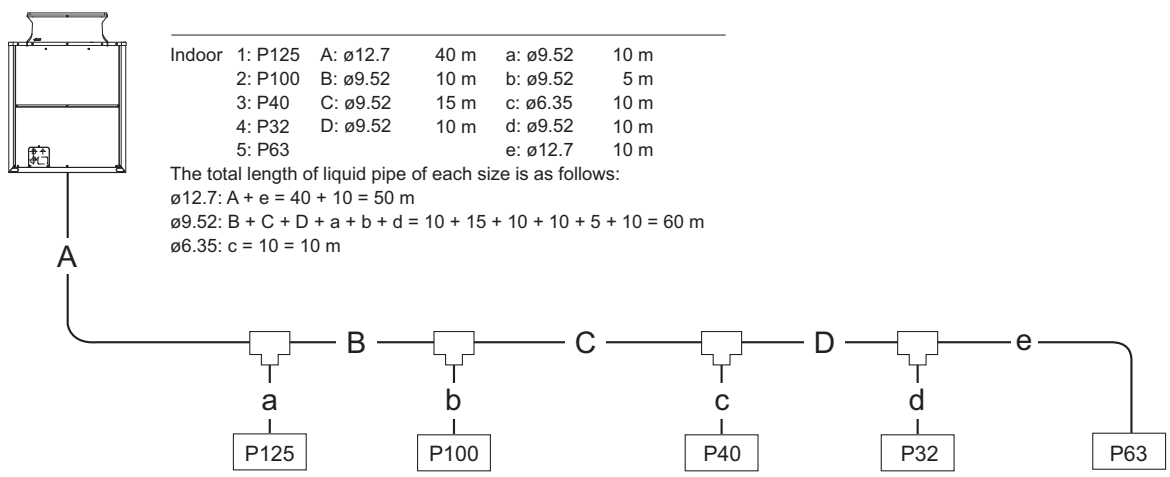 Indoor 1: P125 A: ø12.7 40 m a: ø9.52 10 m
2: P100 B: ø9.52 10 m b: ø9.52 5 m
3: P40 C: ø9.52 15 m c: ø6.35 10 m
4: P32 D: ø9.52 10 m d: ø9.52 10 m
5: P63 e: ø12.7 10 m
The total length of liquid pipe of each size is as follows:
ø12.7: A + e = 40 + 10 = 50 m
ø9.52: B + C + D + a + b + d = 10 + 15 + 10 + 10 + 5 + 10 = 60 m
ø6.35: c = 10 = 10 m
A
B C D e
a b c d
P125 P100 P40 P32 P63